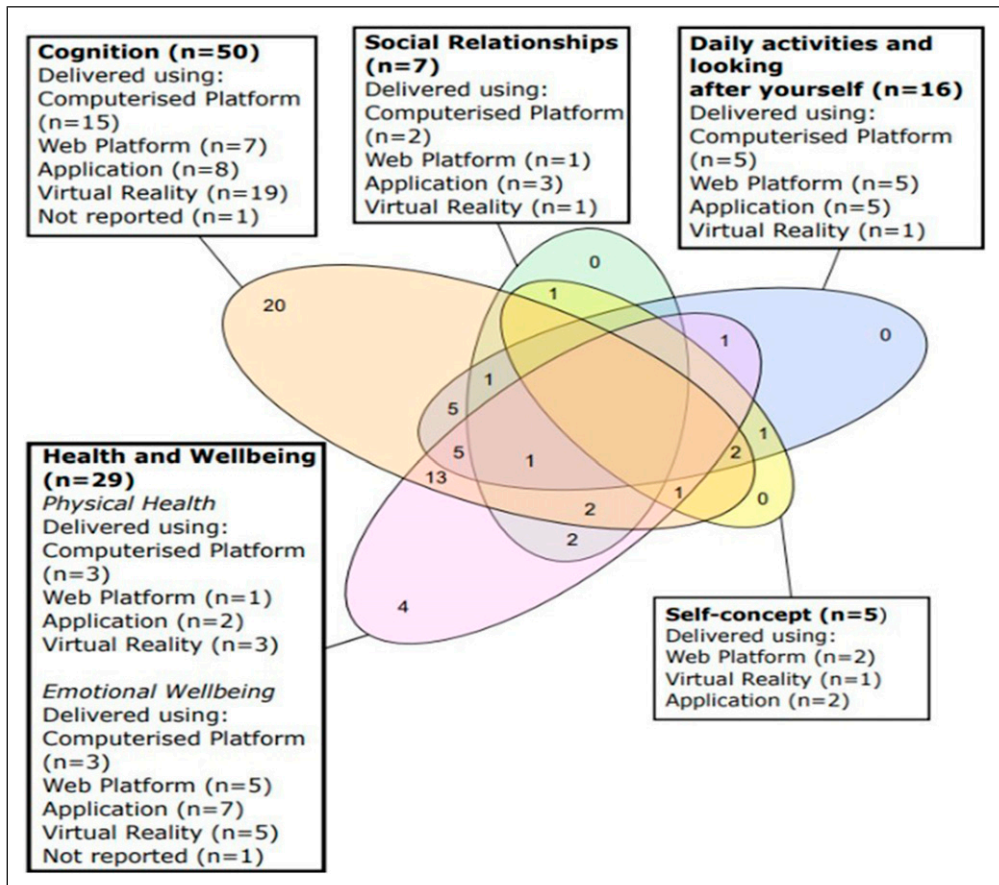 Cognition (n=50)
Delivered using:
Computerised Platform
(n=15)
Web Platform (n=7)
Application (n=8)
Virtual Reality (n=19)
Not reported (n=1)
Social Relationships
(n=7)
Delivered using:
Computerised Platform
(n=2)
Web Platform (n=1)
Application (n=3)
Virtual Reality (n=1)
Daily activities and
looking
after yourself (n=16)
Delivered using:
Computerised Platform
(n=5)
Web Platform (n=5)
Application (n=5)
Virtual Reality (n=1)
0
1
20
1
0
1
5
1
5
1
2
13
1
0
2
2
4
Health and Wellbeing
(n=29)
Physical Health
Delivered using:
Computerised Platform
(n=3)
Web Platform (n=1)
Application (n=2)
Virtual Reality (n=3)
Emotional Wellbeing
Delivered using:
Computerised Platform
(n=3)
Web Platform (n=5)
Application (n=7)
Virtual Reality (n=5)
Not reported (n=1)
Self-concept (n=5)
Delivered using:
Web Platform (n=2)
Virtual Reality (n=1)
Application (n=2)